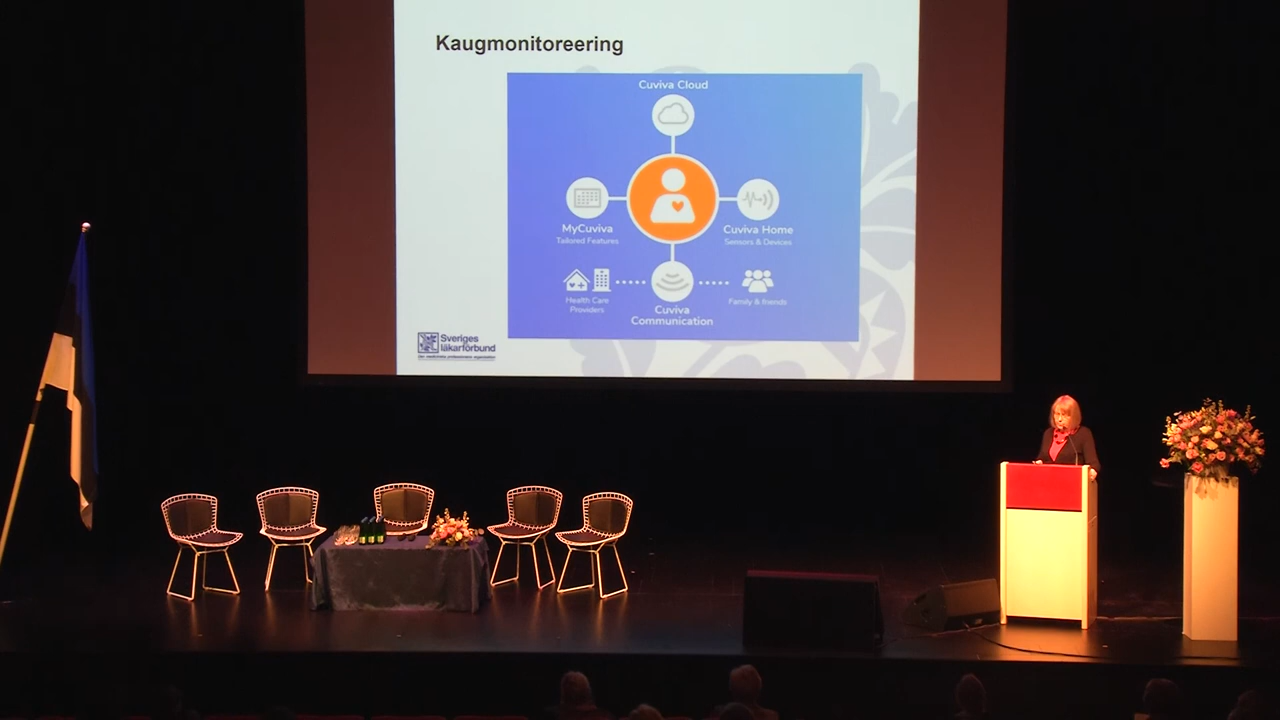 Kaugmonitoreering
Cuviva Cloud
MyCuviva
Tailored Features
Cuviva Home
Sensors & Devices
Health Care
Providers
Family & friends
Cuviva
Communication
Sveriges
läkarförbund